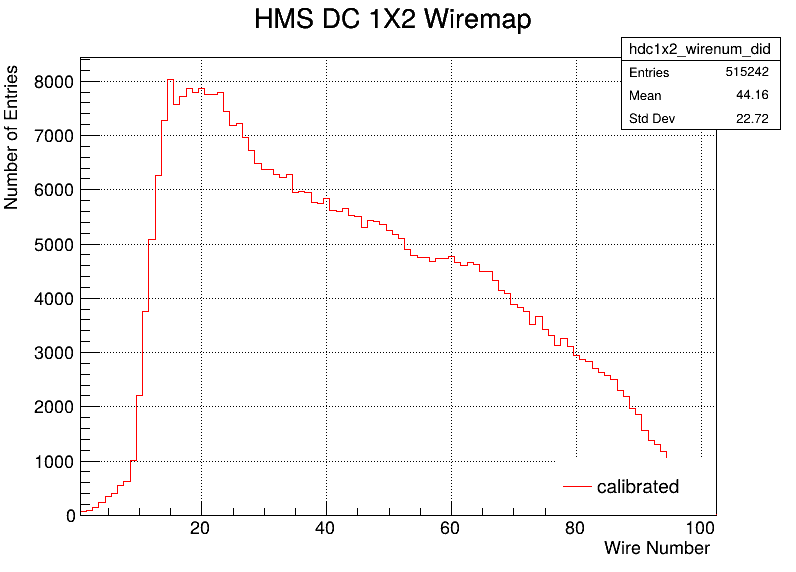 HMS DC 1X2 Wiremap
hdc1x2_wirenum_did
Entries 515242
Mean 44.16
Std Dev 22.72
Number of Entries
8000
7000
6000
5000
4000
3000
2000
1000
0
20 40 60 80 100
Wire Number
calibrated